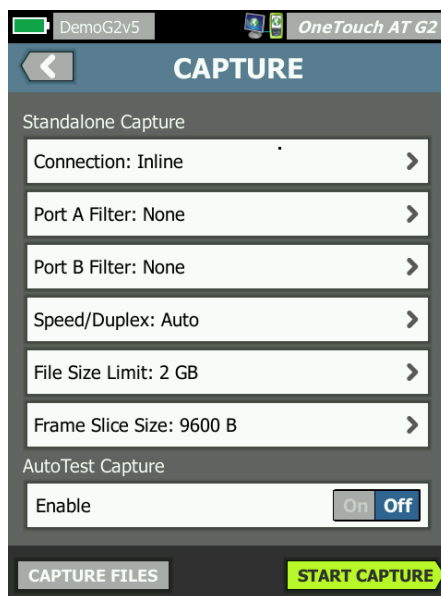 DemoG2v5
OneTouch AT G2
CAPTURE
Standalone Capture
Connection: Inline
Port A Filter: None
Port B Filter: None
Speed/Duplex: Auto
File Size Limit: 2 GB
Frame Slice Size: 9600 B
AutoTest Capture
Enable On Off
CAPTURE FILES
START CAPTURE